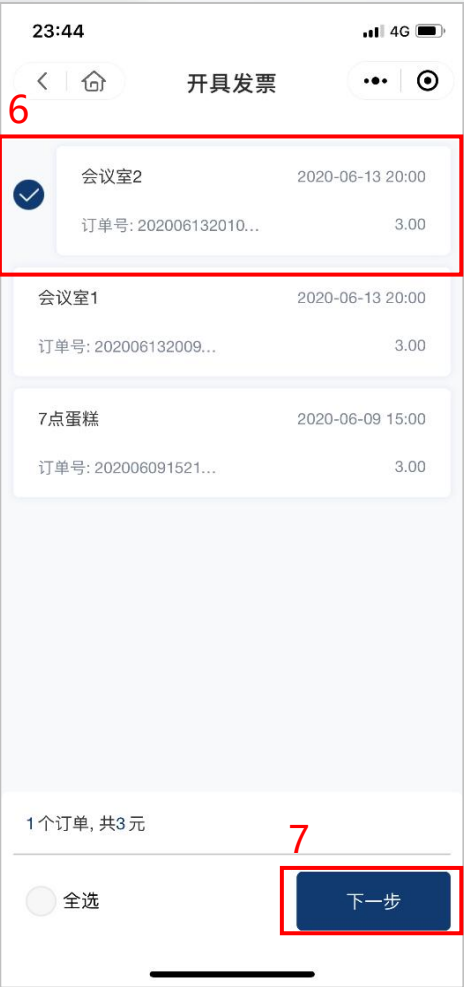 23:44
4G
开具发票
6
会议室2
2020-06-13 20:00
订单号: 202006132010...
3.00
会议室1
2020-06-13 20:00
订单号: 202006132009...
3.00
7点蛋糕
2020-06-09 15:00
订单号: 202006091521...
3.00
1个订单, 共3元
7
全选
下一步